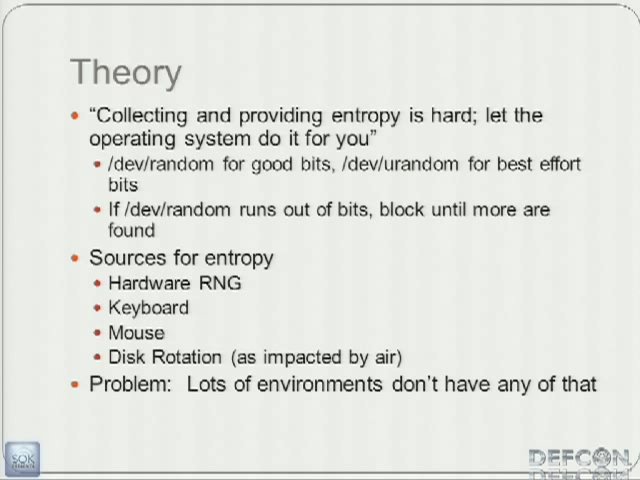 Theory
“Collecting and providing entropy is hard; let the
operating system do it for you”
/dev/random for good bits, /dev/urandom for best effort
bits
If /dev/random runs out of bits, block until more are
found
Sources for entropy
Hardware RNG
Keyboard
Mouse
Disk Rotation (as impacted by air)
Problem:  Lots of environments don’t have any of that
SOK
DEFCON